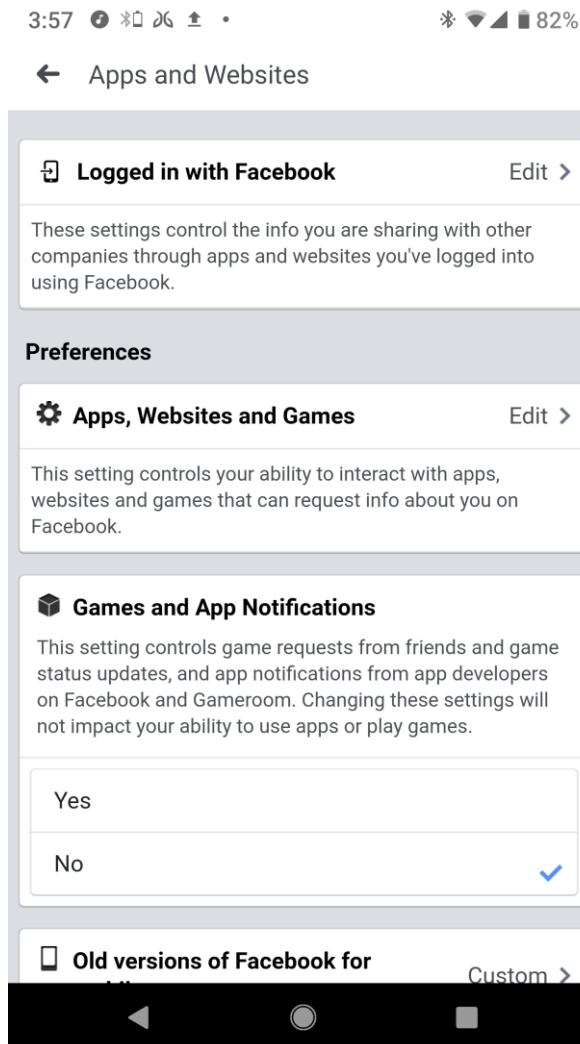 3:57
82%
Apps and Websites
Logged in with Facebook
Edit
These settings control the info you are sharing with other
companies through apps and websites you've logged into
using Facebook.
Preferences
Apps, Websites and Games
Edit
This setting controls your ability to interact with apps,
websites and games that can request info about you on
Facebook.
Games and App Notifications
This setting controls game requests from friends and game
status updates, and app notifications from app developers
on Facebook and Gameroom. Changing these settings will
not impact your ability to use apps or play games.
Yes
No
Old versions of Facebook for
Custom